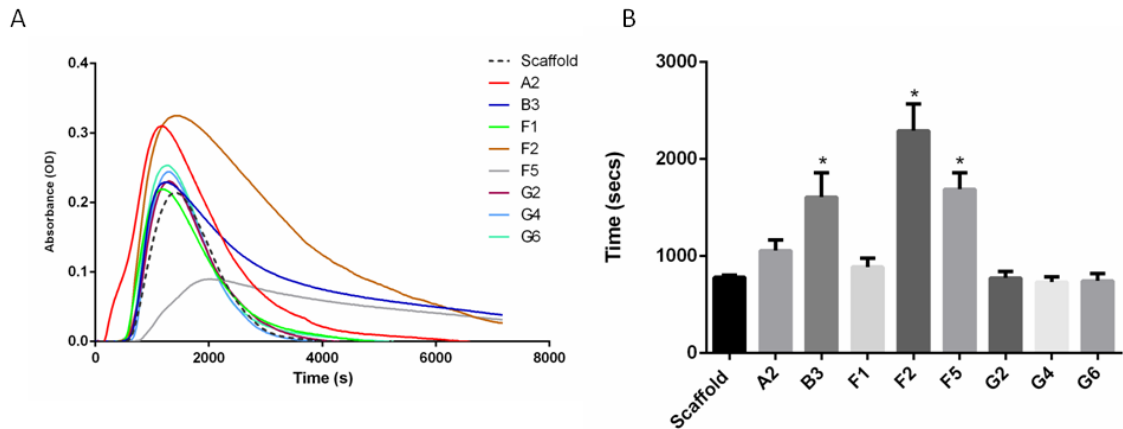 A
Absorbance (OD)
0.4
0.3
0.2
0.1
0.0
0
2000
4000
6000
8000
Time (s)
Scaffold
A2
B3
F1
F2
F5
G2
G4
G6
B
Time (secs)
3000
2000
1000
0
*
*
*
Scaffold
A2
B3
F1
F2
F5
G2
G4
G6